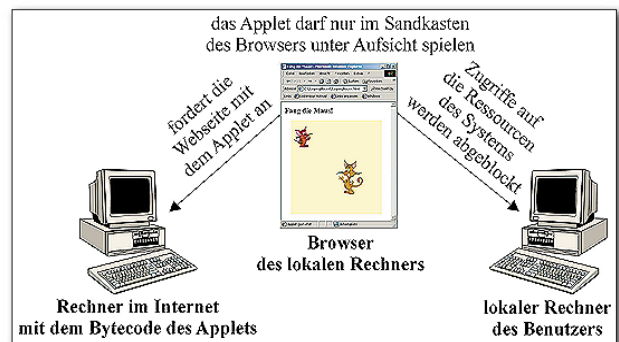 das Applet darf nur im Sandkasten
des Browsers unter Aufsicht spielen
fordert die
Webseite mit
dem Applet an
Fang die Maus!
Zugriffe auf
die Ressourcen
des Systems
werden abgeblockt
Browser
des lokalen Rechners
Rechner im Internet
mit dem Bytecode des Applets
lokaler Rechner
des Benutzers